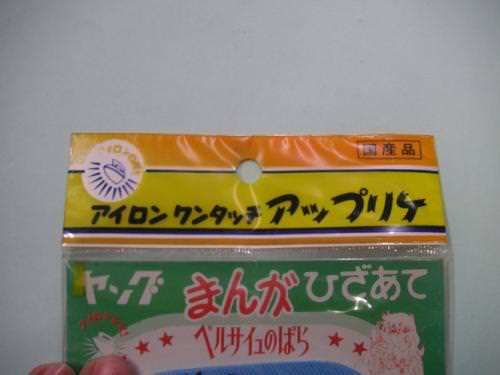 国産品
アイロン ワンタッチ アップリケ
ヤング まんが ひざあて
ベルサイユのばら